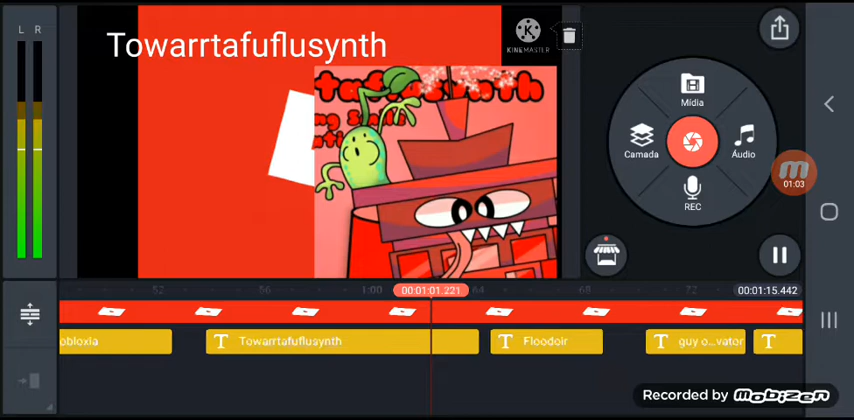 L R
Towarrtafuflusynth
KINEMASTER
Mídia
Camada
Áudio
REC
01:03
52
56
1:00
00:01:01.221
64
68
72
00:01:15.442
obloxia
T Towarrtafuflusynth
T Floodoir
T guy o...vator
T
Recorded by mobizen